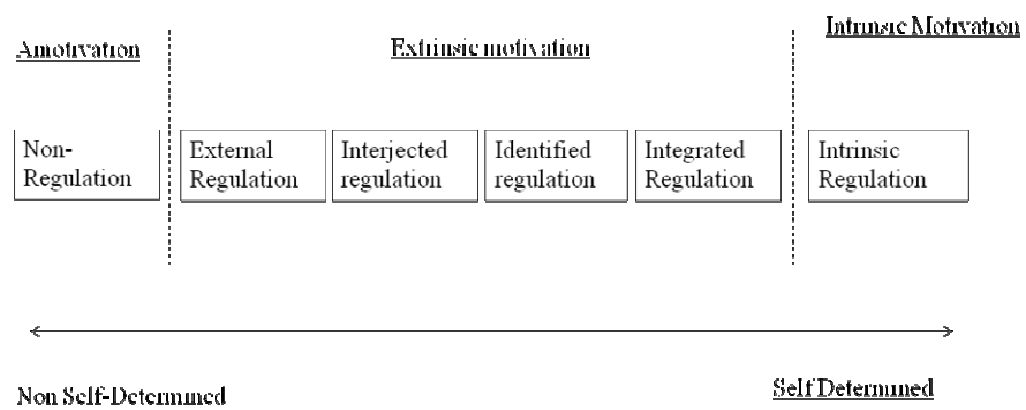 Amotivation
Extrinsic motivation
Intrinsic Motivation
Non-
Regulation
External
Regulation
Interjected
regulation
Identified
regulation
Integrated
Regulation
Intrinsic
Regulation
Non Self-Determined
Self Determined